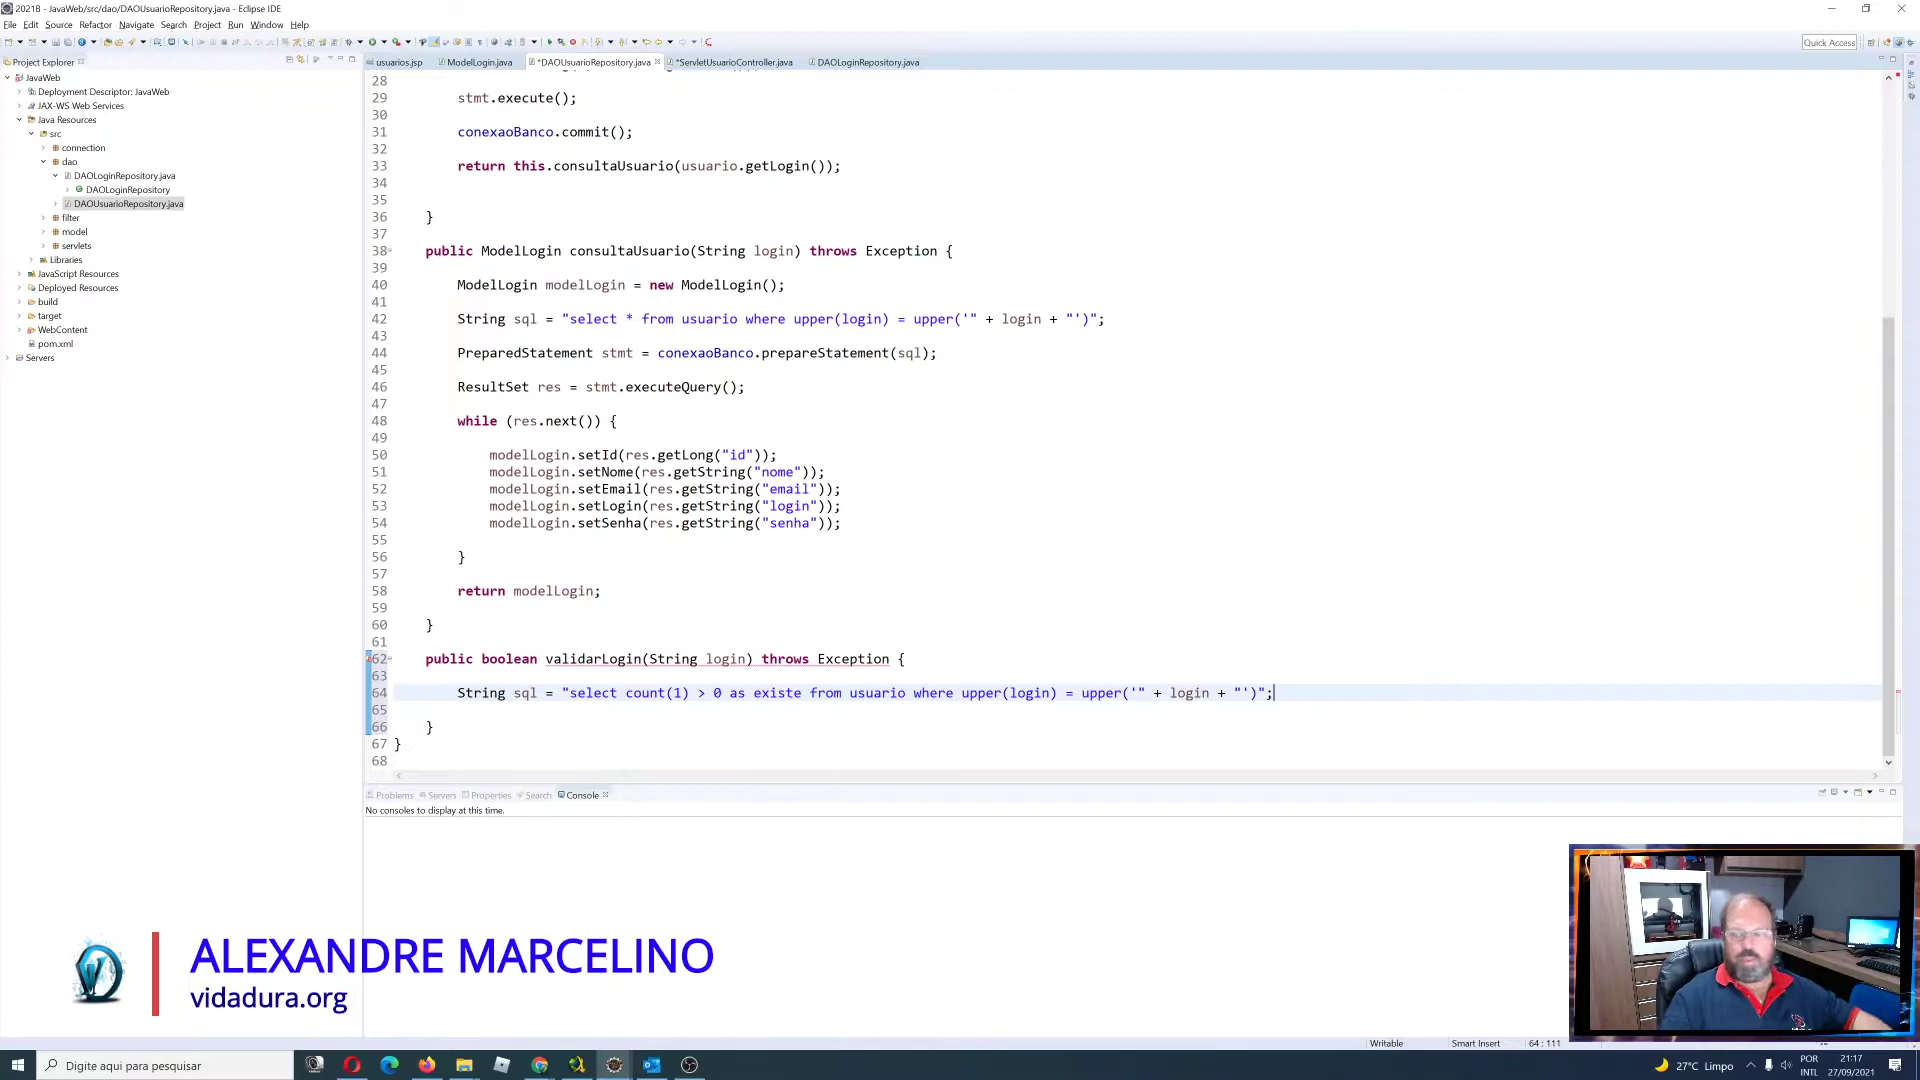 2021B - JavaWeb/src/dao/DAOUsuarioRepository.java - Eclipse IDE
File Edit Source Refactor Navigate Search Project Run Window Help
Quick Access
Project Explorer
JavaWeb
Deployment Descriptor: JavaWeb
JAX-WS Web Services
Java Resources
src
connection
dao
DAOLoginRepository.java
DAOLoginRepository
DAOUsuarioRepository.java
filter
model
servlets
Libraries
JavaScript Resources
Deployed Resources
build
target
WebContent
pom.xml
Servers
usuarios.jsp ModelLogin.java *DAOUsuarioRepository.java *ServletUsuarioController.java DAOLoginRepository.java
28
29 stmt.execute();
30
31 conexaoBanco.commit();
32
33 return this.consultaUsuario(usuario.getLogin());
34
35
36 }
37
38 public ModelLogin consultaUsuario(String login) throws Exception {
39
40 ModelLogin modelLogin = new ModelLogin();
41
42 String sql = "select * from usuario where upper(login) = upper('" + login + "')";
43
44 PreparedStatement stmt = conexaoBanco.prepareStatement(sql);
45
46 ResultSet res = stmt.executeQuery();
47
48 while (res.next()) {
49
50 modelLogin.setId(res.getLong("id"));
51 modelLogin.setNome(res.getString("nome"));
52 modelLogin.setEmail(res.getString("email"));
53 modelLogin.setLogin(res.getString("login"));
54 modelLogin.setSenha(res.getString("senha"));
55
56 }
57
58 return modelLogin;
59
60 }
61
62 public boolean validarLogin(String login) throws Exception {
63
64 String sql = "select count(1) > 0 as existe from usuario where upper(login) = upper('" + login + "')";
65
66 }
67 }
68
Problems Servers Properties Search Console
No consoles to display at this time.
ALEXANDRE MARCELINO
vidadura.org
Writable Smart Insert 64 : 111
Digite aqui para pesquisar
27°C Limpo
POR
INTL
21:17
27/09/2021